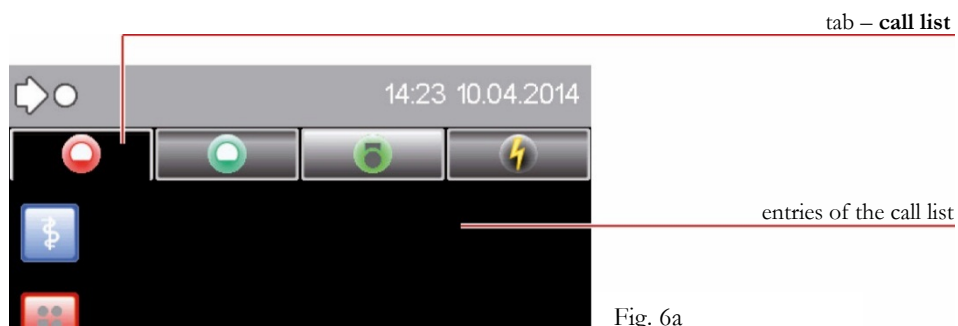 tab – call list
14:23 10.04.2014
entries of the call list
Fig. 6a